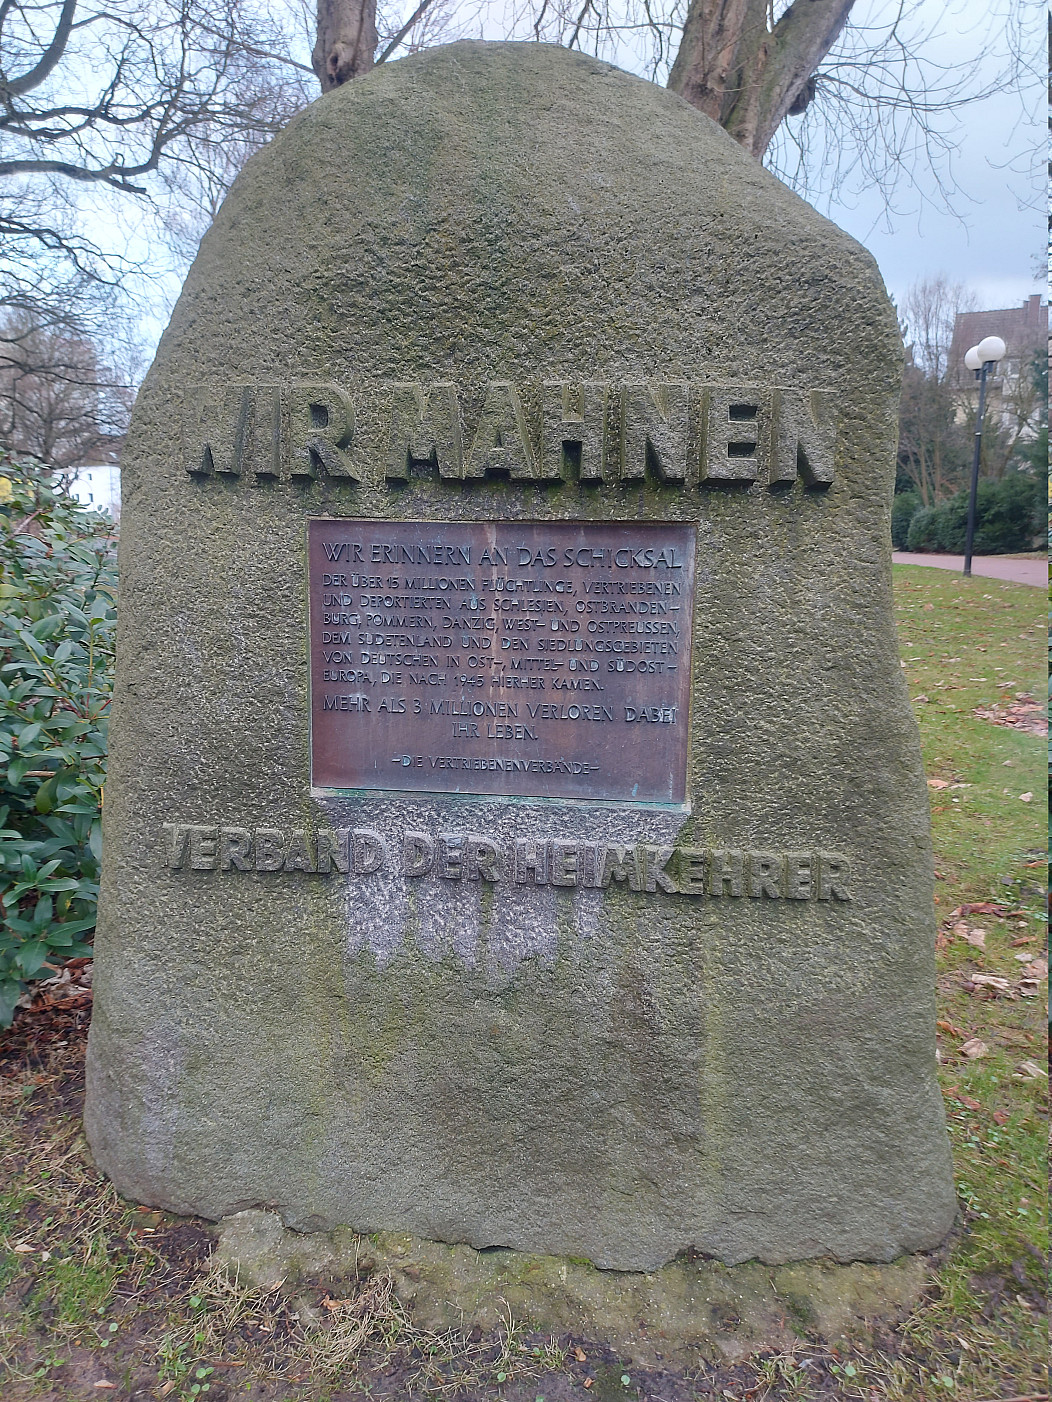 WIR MAHNEN
WIR ERINNERN AN DAS SCHICKSAL
DER ÜBER 15 MILLIONEN FLÜCHTLINGE, VERTRIEBENEN
UND DEPORTIERTEN AUS SCHLESIEN, OSTBRANDEN-
BURG, POMMERN, DANZIG, WEST- UND OSTPREUSSEN,
DEM SUDETENLAND UND DEN SIEDLUNGSGEBIETEN
VON DEUTSCHEN IN OST-, MITTEL- UND SÜDOST-
EUROPA, DIE NACH 1945 HIERHER KAMEN.
MEHR ALS 3 MILLIONEN VERLOREN DABEI
IHR LEBEN.
-DIE VERTRIEBENENVERBÄNDE-
VERBAND DER HEIMKEHRER